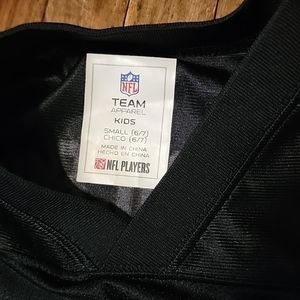 NFL
TEAM
APPAREL
KIDS
SMALL (6/7)
CHICO (6/7)
MADE IN CHINA
HECHO EN CHINA
NFL PLAYERS